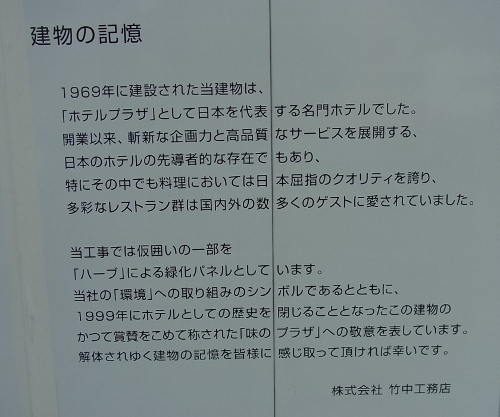 建物の記憶
1969年に建設された当建物は、
「ホテルプラザ」として日本を代表する名門ホテルでした。
開業以来、斬新な企画力と高品質なサービスを展開する、
日本のホテルの先導者的な存在でもあり、
特にその中でも料理においては日本屈指のクオリティを誇り、
多彩なレストラン群は国内外の数多くのゲストに愛されていました。
当工事では仮囲いの一部を
「ハーブ」による緑化パネルとしています。
当社の「環境」への取り組みのシンボルであるとともに、
1999年にホテルとしての歴史を閉じることとなったこの建物の
かつて賞賛をこめて称された「味のプラザ」への敬意を表しています。
解体されゆく建物の記憶を皆様に感じ取って頂ければ幸いです。
株式会社 竹中工務店